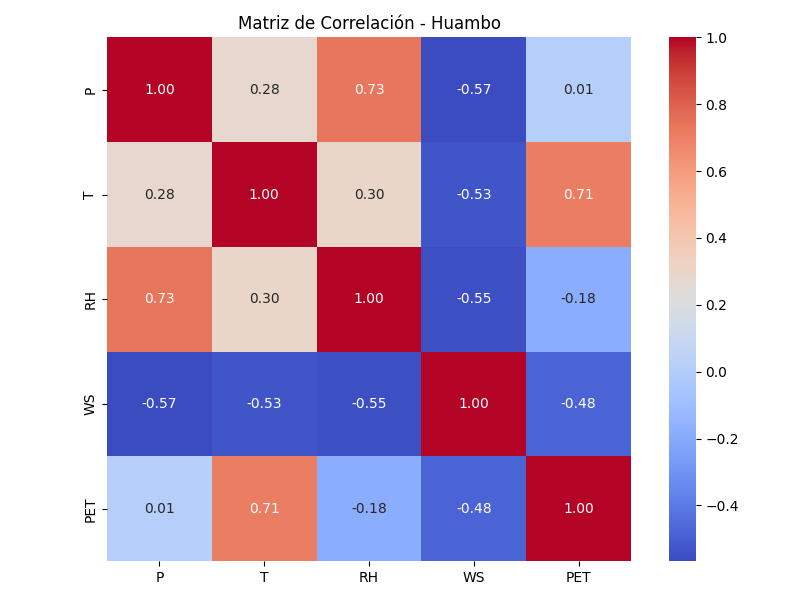 Matriz de Correlación - Huambo
P 1.00 0.28 0.73 -0.57 0.01
T 0.28 1.00 0.30 -0.53 0.71
RH 0.73 0.30 1.00 -0.55 -0.18
WS -0.57 -0.53 -0.55 1.00 -0.48
PET 0.01 0.71 -0.18 -0.48 1.00
P T RH WS PET
1.0
0.8
0.6
0.4
0.2
0.0
−0.2
−0.4